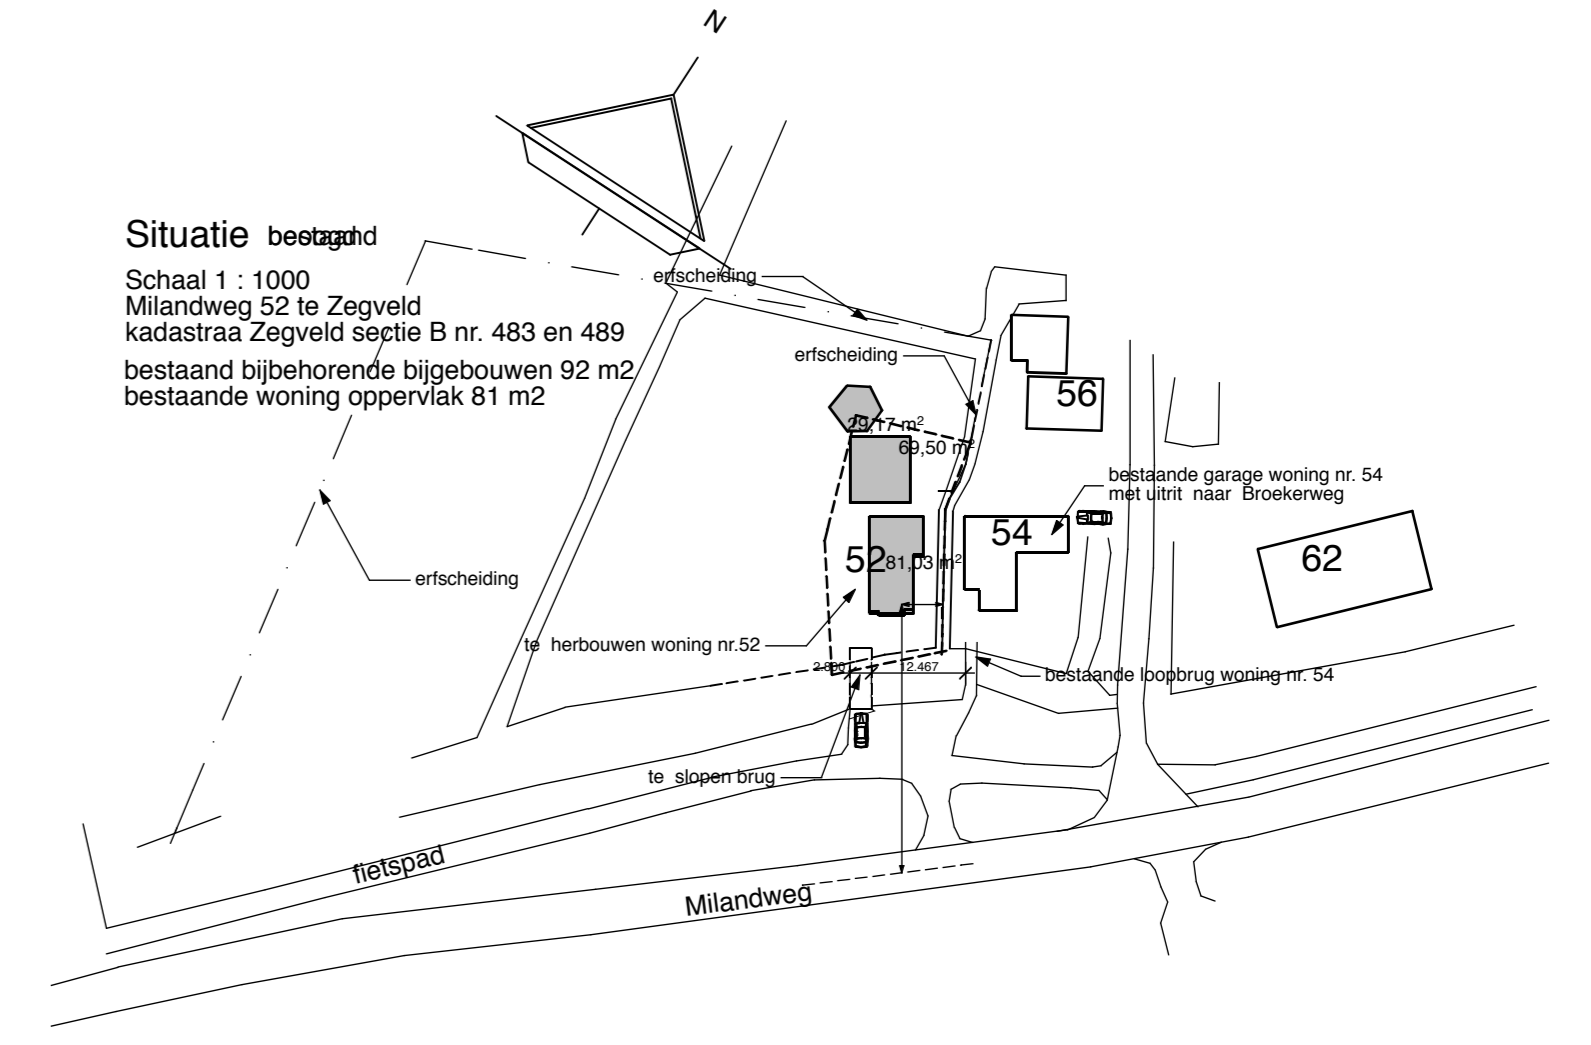 N
Situatie bestaand
Schaal 1 : 1000
Milandweg 52 te Zegveld
kadastraa Zegveld sectie B nr. 483 en 489
bestaand bijbehorende bijgebouwen 92 m2
bestaande woning oppervlak 81 m2
erfscheiding
erfscheiding
56
29,17 m²
69,50 m²
bestaande garage woning nr. 54
met uitrit naar Broekerweg
54
52
81,03 m²
62
erfscheiding
te herbouwen woning nr.52
12.467
bestaande loopbrug woning nr. 54
te slopen brug
fietspad
Milandweg